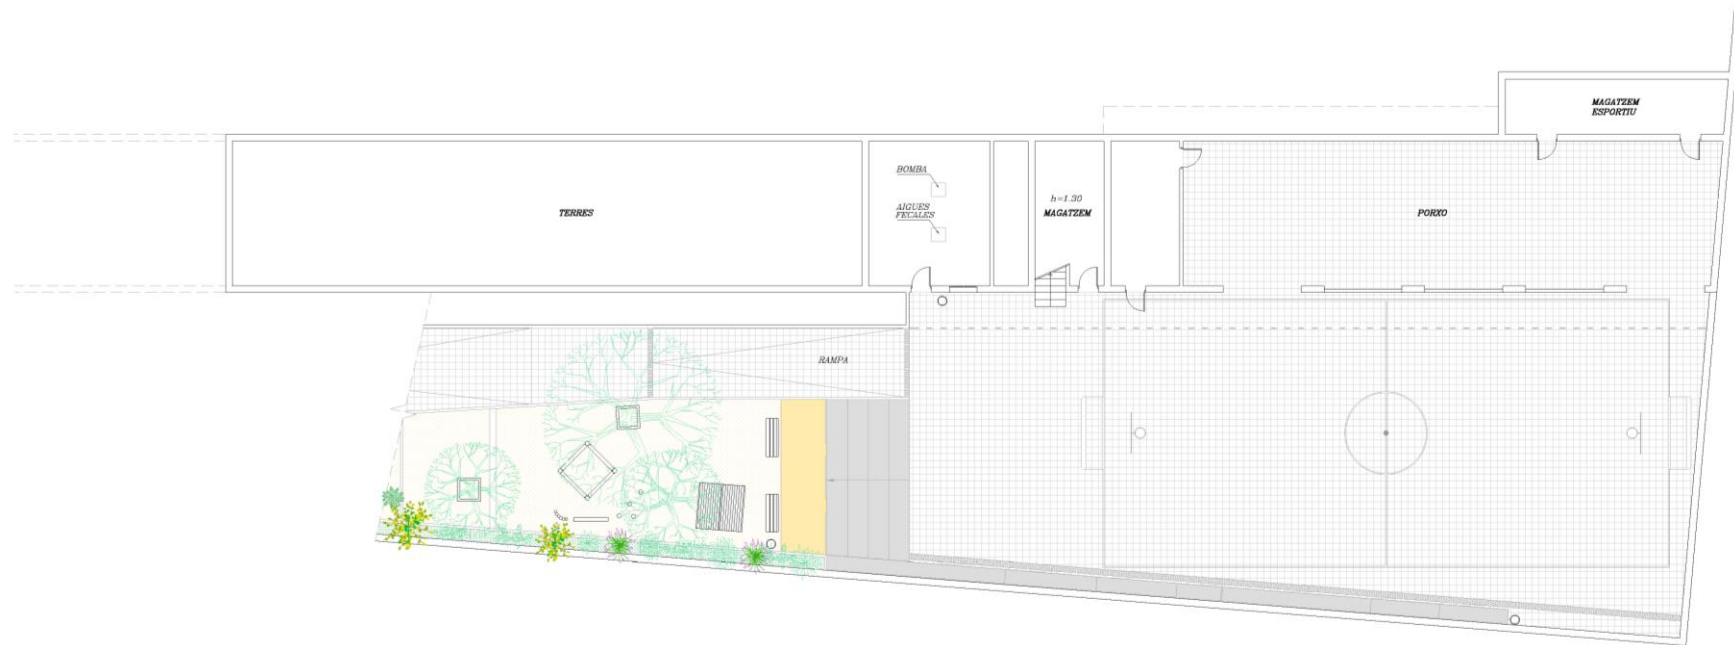 MAGATZEM
ESPORTIU
BOMBA
AIGUES
FECALES
h=1.30
MAGATZEM
TERRES
PORXO
RAMPA